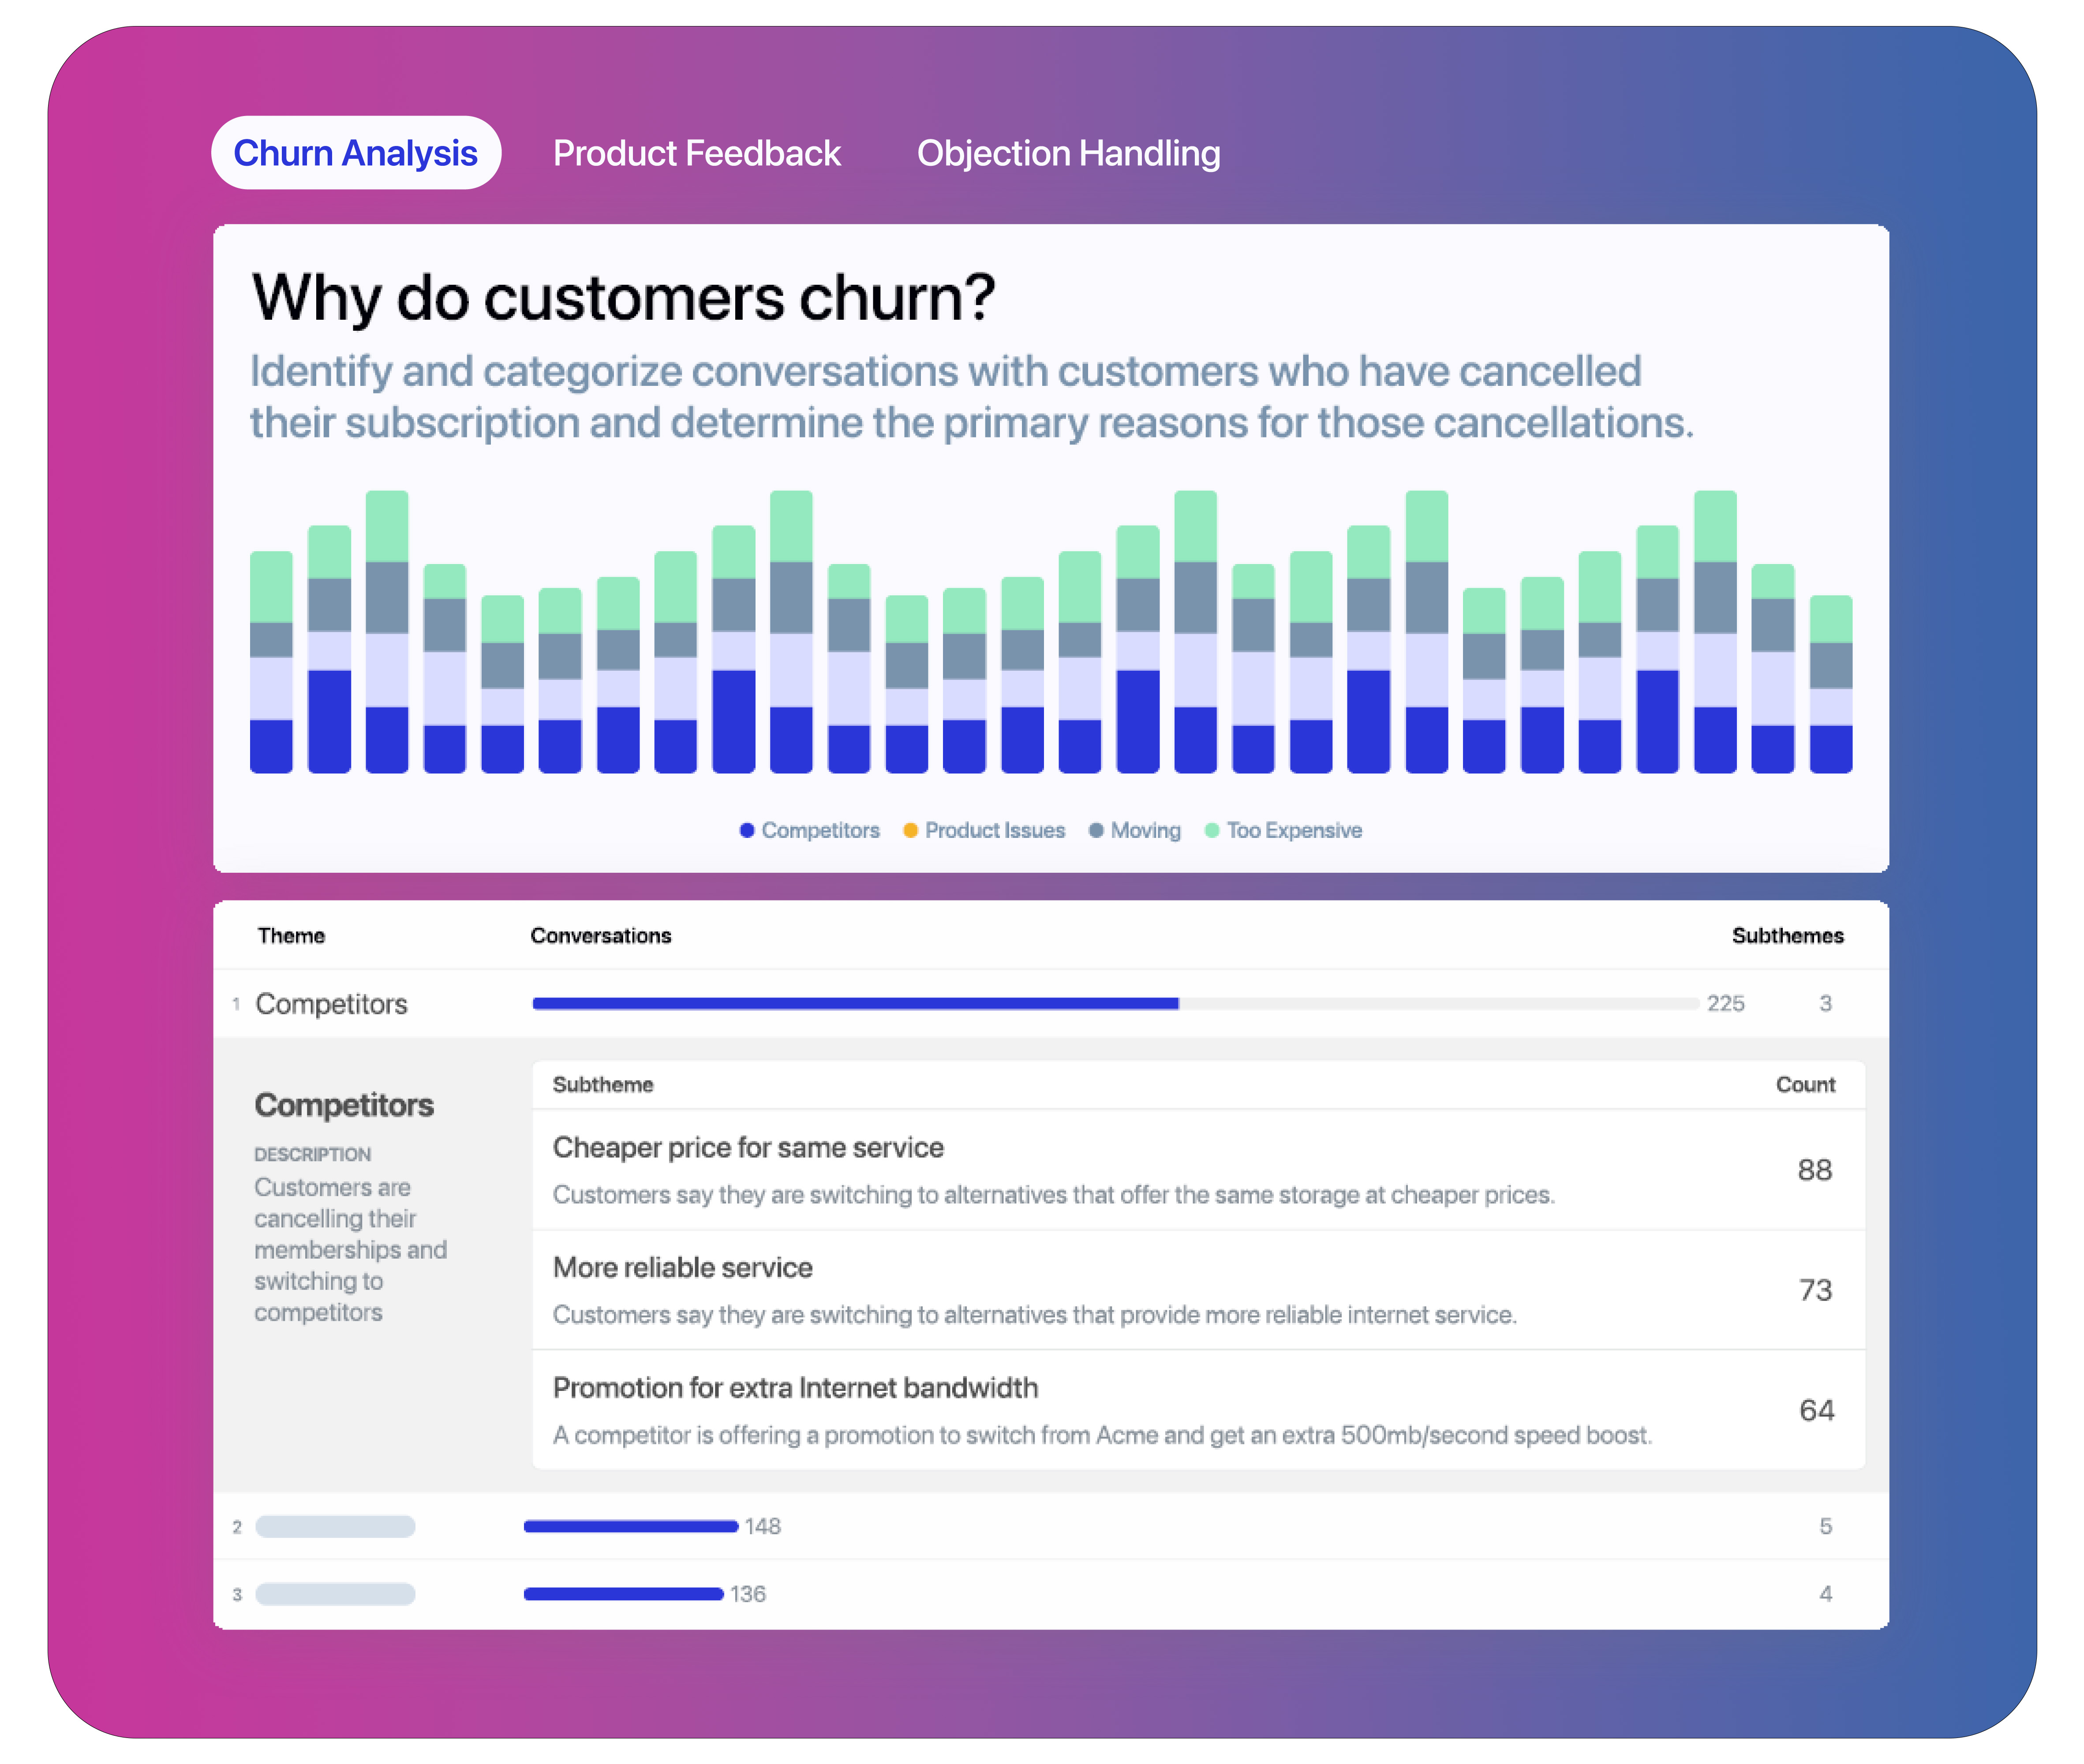 Churn Analysis Product Feedback Objection Handling
Why do customers churn?
Identify and categorize conversations with customers who have cancelled
their subscription and determine the primary reasons for those cancellations.
Competitors Product Issues Moving Too Expensive
Theme Conversations Subthemes
1 Competitors 225 3
Competitors
DESCRIPTION
Customers are
cancelling their
memberships and
switching to
competitors
Subtheme Count
Cheaper price for same service
Customers say they are switching to alternatives that offer the same storage at cheaper prices.
88
More reliable service
Customers say they are switching to alternatives that provide more reliable internet service.
73
Promotion for extra Internet bandwidth
A competitor is offering a promotion to switch from Acme and get an extra 500mb/second speed boost.
64
2 148 5
3 136 4